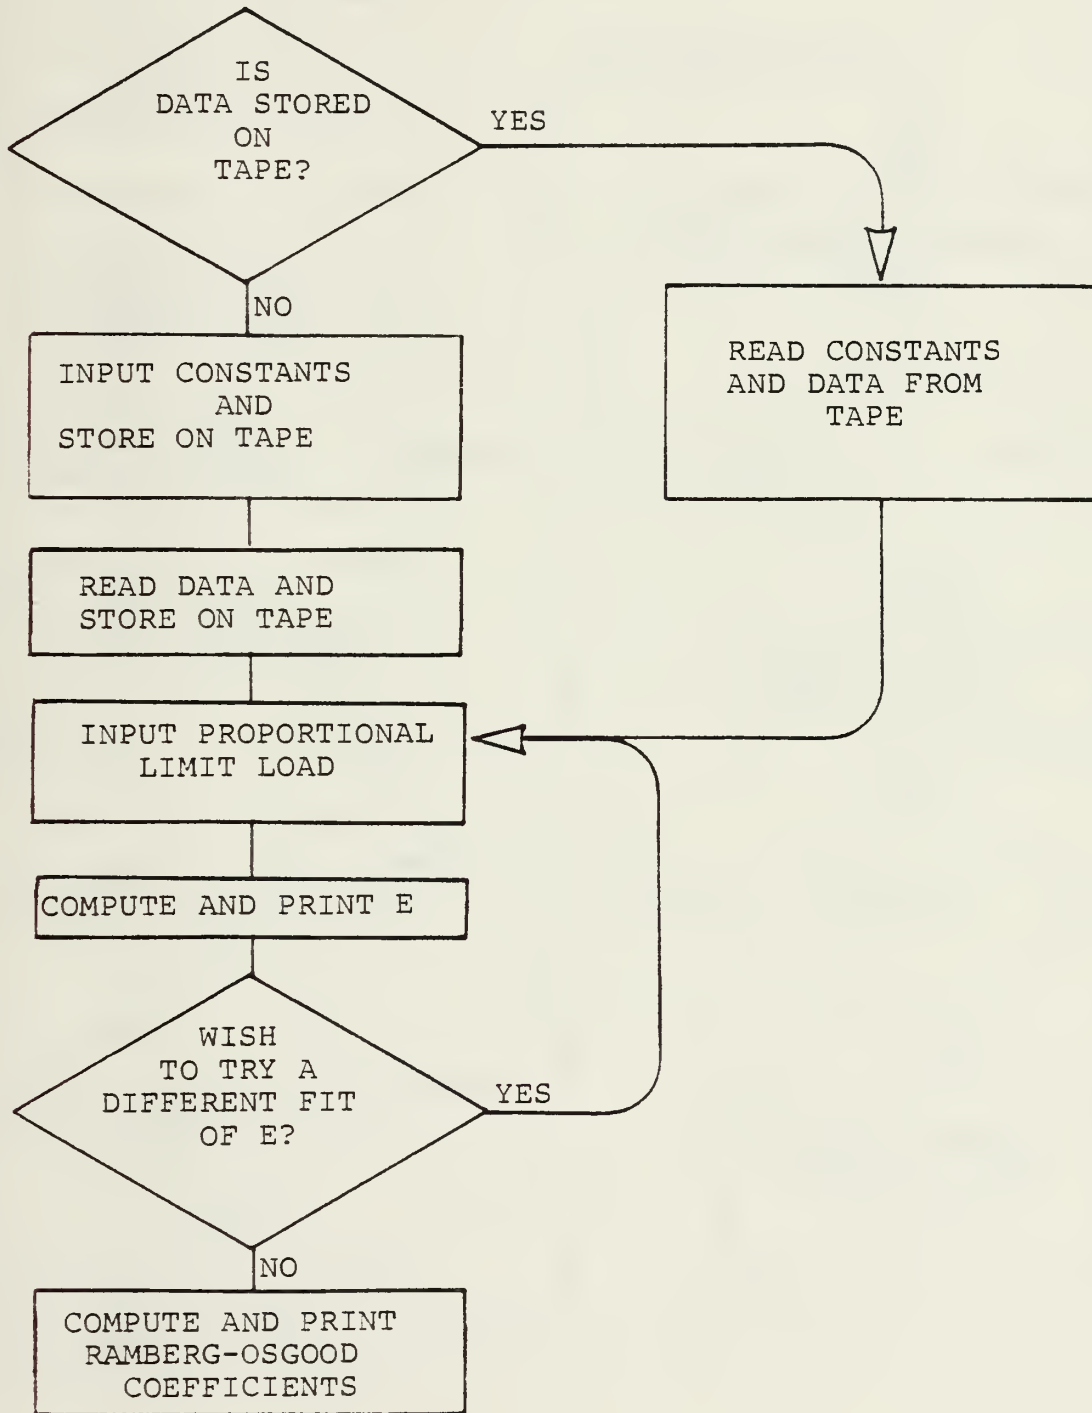 IS
DATA STORED
ON
TAPE?
YES
NO
INPUT CONSTANTS
AND
STORE ON TAPE
READ CONSTANTS
AND DATA FROM
TAPE
READ DATA AND
STORE ON TAPE
INPUT PROPORTIONAL
LIMIT LOAD
COMPUTE AND PRINT E
WISH
TO TRY A
DIFFERENT FIT
OF E?
YES
NO
COMPUTE AND PRINT
RAMBERG-OSGOOD
COEFFICIENTS